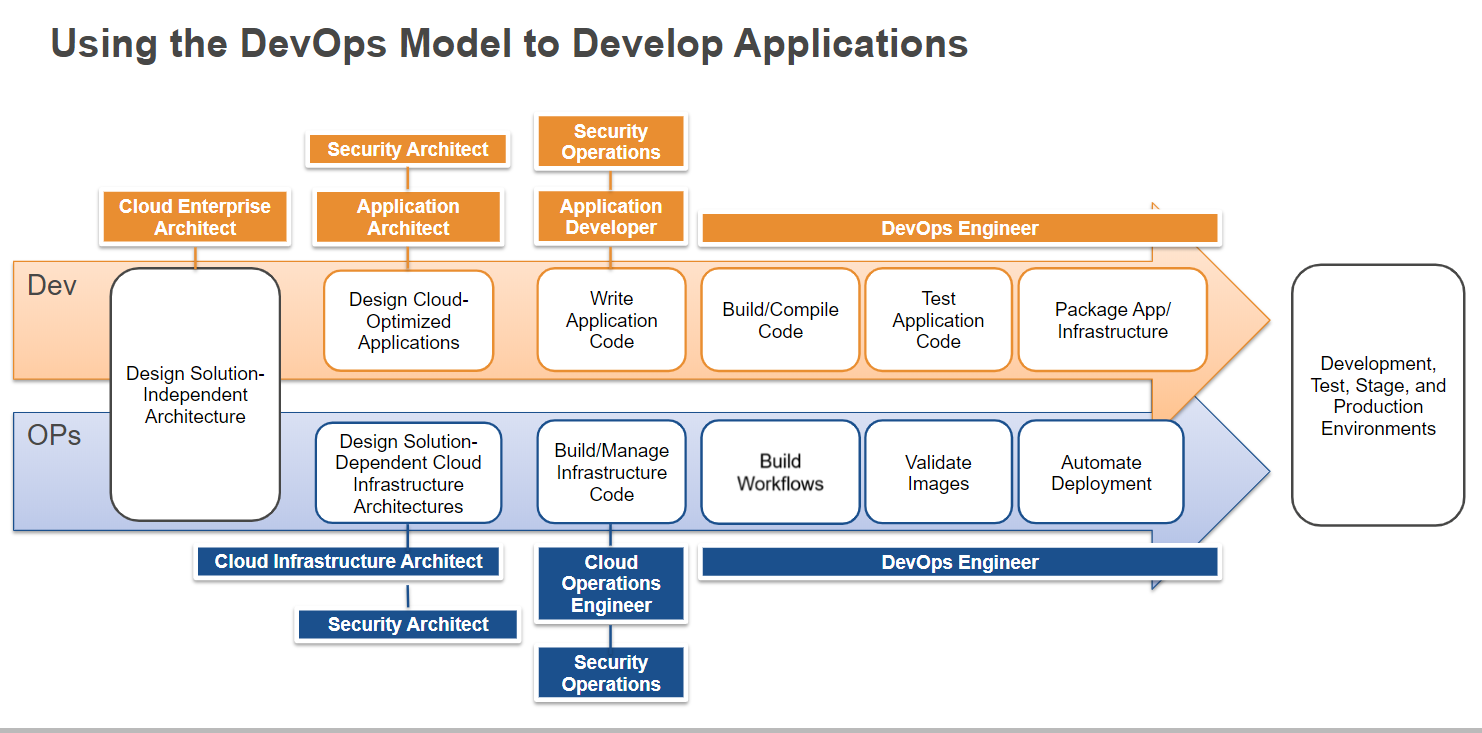 Using the DevOps Model to Develop Applications
Security Architect
Security
Operations
Cloud Enterprise
Architect
Application
Architect
Application
Developer
DevOps Engineer
Dev
Design Solution-
Independent
Architecture
Design Cloud-
Optimized
Applications
Write
Application
Code
Build/Compile
Code
Test
Application
Code
Package App/
Infrastructure
Development,
Test, Stage, and
Production
Environments
OPs
Design Solution-
Dependent Cloud
Infrastructure
Architectures
Build/Manage
Infrastructure
Code
Build
Workflows
Validate
Images
Automate
Deployment
Cloud Infrastructure Architect
Cloud
Operations
Engineer
DevOps Engineer
Security Architect
Security
Operations